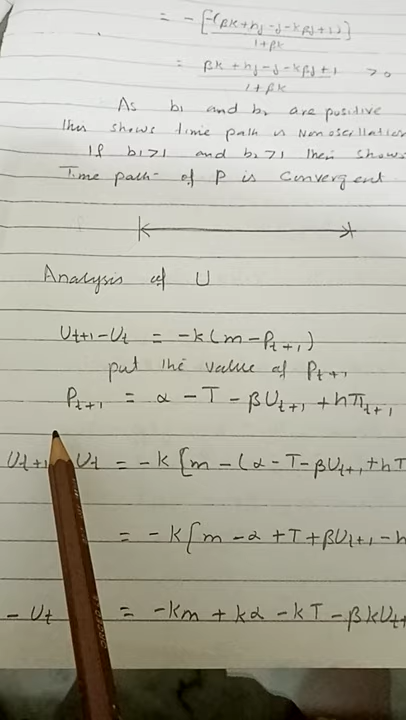 = - [-(βk+hj-j-kβj+1)]
1+βk
= βk+hj-j-kβj+1 >0
1+βk
As b1 and b2 are positive
This shows time path is Non oscillation
If b1>1 and b2>1 then shows
Time path of P is Convergent
Analysis of U
Ut+1-Ut = -k(m-Pt+1)
put the value of Pt+1
Pt+1 = α - T - βUt+1 + hπt+1
Ut+1 Ut = -k[m-(α-T-βUt+1+hπ
= -k[m-α+T+βUt+1-h
- Ut = -km+kα-kT-βkUt+